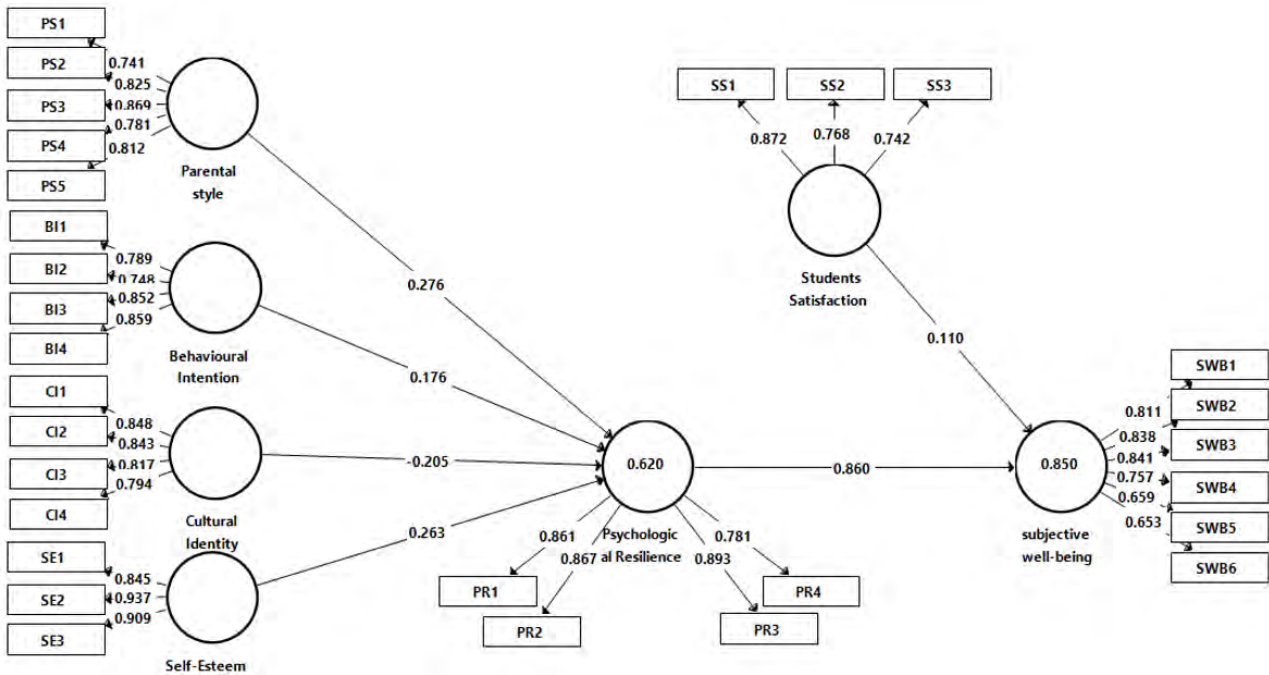 PS1
PS2
PS3
PS4
PS5
0.741
0.825
0.869
0.781
0.812
Parental
style
BI1
BI2
BI3
BI4
0.789
0.748
0.852
0.859
Behavioural
Intention
CI1
CI2
CI3
CI4
0.848
0.843
0.817
0.794
Cultural
Identity
SE1
SE2
SE3
0.845
0.937
0.909
Self-Esteem
0.276
0.176
-0.205
0.263
SS1
SS2
SS3
0.872
0.768
0.742
Students
Satisfaction
0.110
0.620
Psychologic
al Resilience
0.861
0.867
0.893
0.781
PR1
PR2
PR3
PR4
0.860
0.850
subjective
well-being
0.811
0.838
0.841
0.757
0.659
0.653
SWB1
SWB2
SWB3
SWB4
SWB5
SWB6